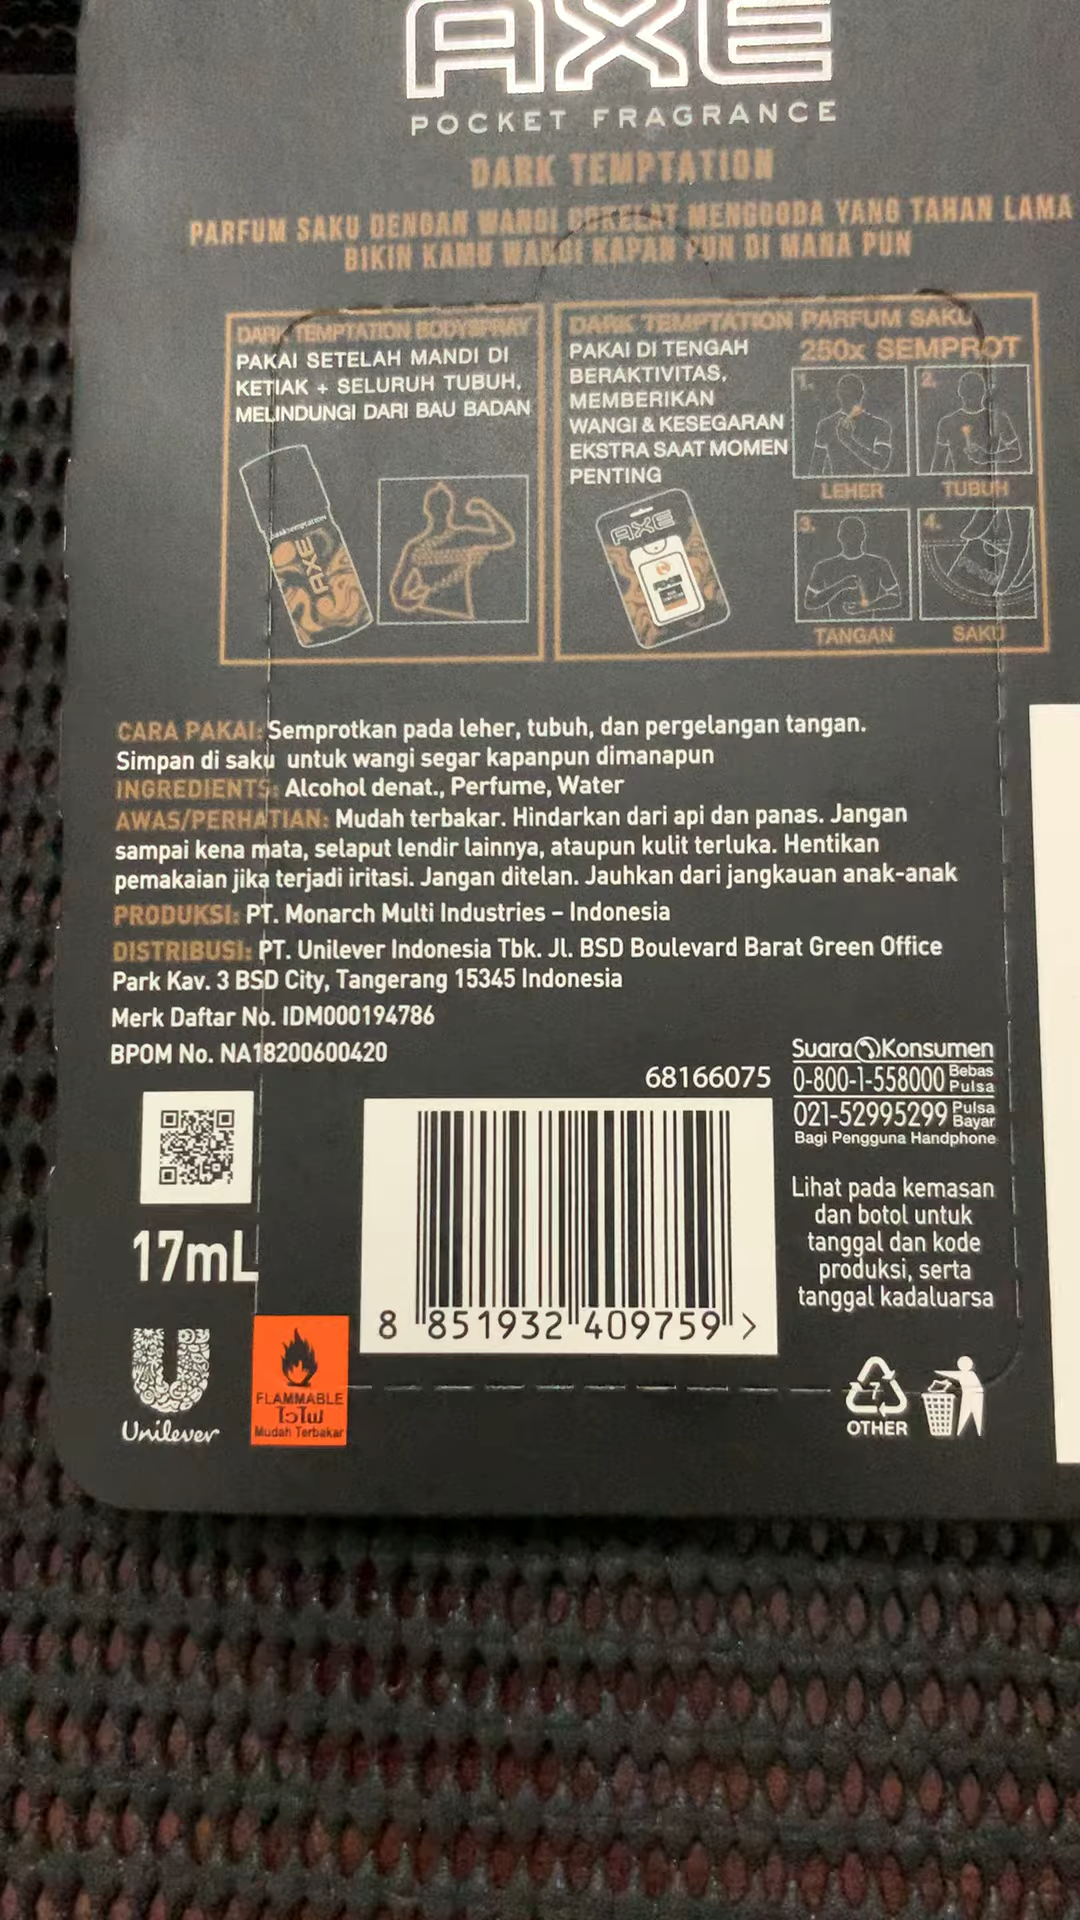 AXE
POCKET FRAGRANCE
DARK TEMPTATION
PARFUM SAKU DENGAN WANGI COKELAT MENGGODA YANG TAHAN LAMA
BIKIN KAMU WANGI KAPAN PUN DI MANA PUN
DARK TEMPTATION BODYSPRAY
PAKAI SETELAH MANDI DI
KETIAK + SELURUH TUBUH,
MELINDUNGI DARI BAU BADAN
AXE
DARK TEMPTATION PARFUM SAKU
250x SEMPROT
PAKAI DI TENGAH
BERAKTIVITAS,
MEMBERIKAN
WANGI & KESEGARAN
EKSTRA SAAT MOMEN
PENTING
AXE
AXE
1.
2.
LEHER
TUBUH
3.
4.
TANGAN
SAKU
CARA PAKAI: Semprotkan pada leher, tubuh, dan pergelangan tangan.
Simpan di saku untuk wangi segar kapanpun dimanapun
INGREDIENTS: Alcohol denat., Perfume, Water
AWAS/PERHATIAN: Mudah terbakar. Hindarkan dari api dan panas. Jangan
sampai kena mata, selaput lendir lainnya, ataupun kulit terluka. Hentikan
pemakaian jika terjadi iritasi. Jangan ditelan. Jauhkan dari jangkauan anak-anak
PRODUKSI: PT. Monarch Multi Industries – Indonesia
DISTRIBUSI: PT. Unilever Indonesia Tbk. Jl. BSD Boulevard Barat Green Office
Park Kav. 3 BSD City, Tangerang 15345 Indonesia
Merk Daftar No. IDM000194786
BPOM No. NA18200600420
68166075
Suara Konsumen
0-800-1-558000 Bebas Pulsa
021-52995299 Pulsa Bayar
Bagi Pengguna Handphone
Lihat pada kemasan
dan botol untuk
tanggal dan kode
produksi, serta
tanggal kadaluarsa
17mL
8 851932 409759 >
Unilever
FLAMMABLE
ไวไฟ
Mudah Terbakar
7
OTHER